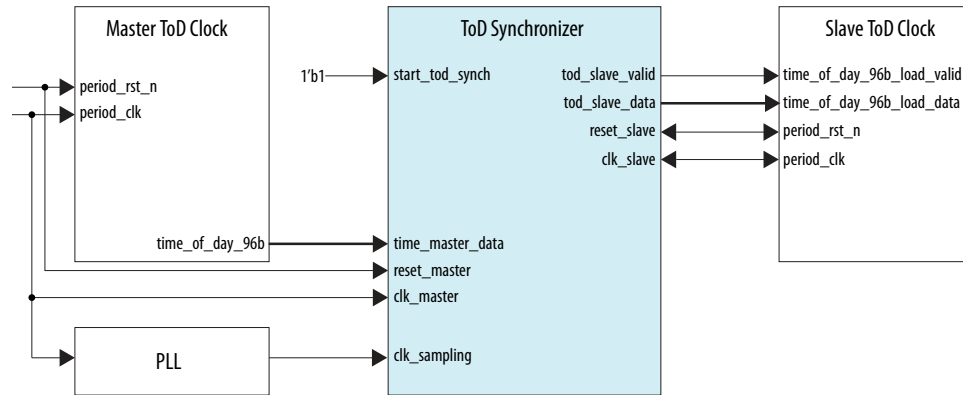 Master ToD Clock
period_rst_n
period_clk
time_of_day_96b
PLL
ToD Synchronizer
1'b1
start_tod_synch
tod_slave_valid
tod_slave_data
reset_slave
clk_slave
time_master_data
reset_master
clk_master
clk_sampling
Slave ToD Clock
time_of_day_96b_load_valid
time_of_day_96b_load_data
period_rst_n
period_clk